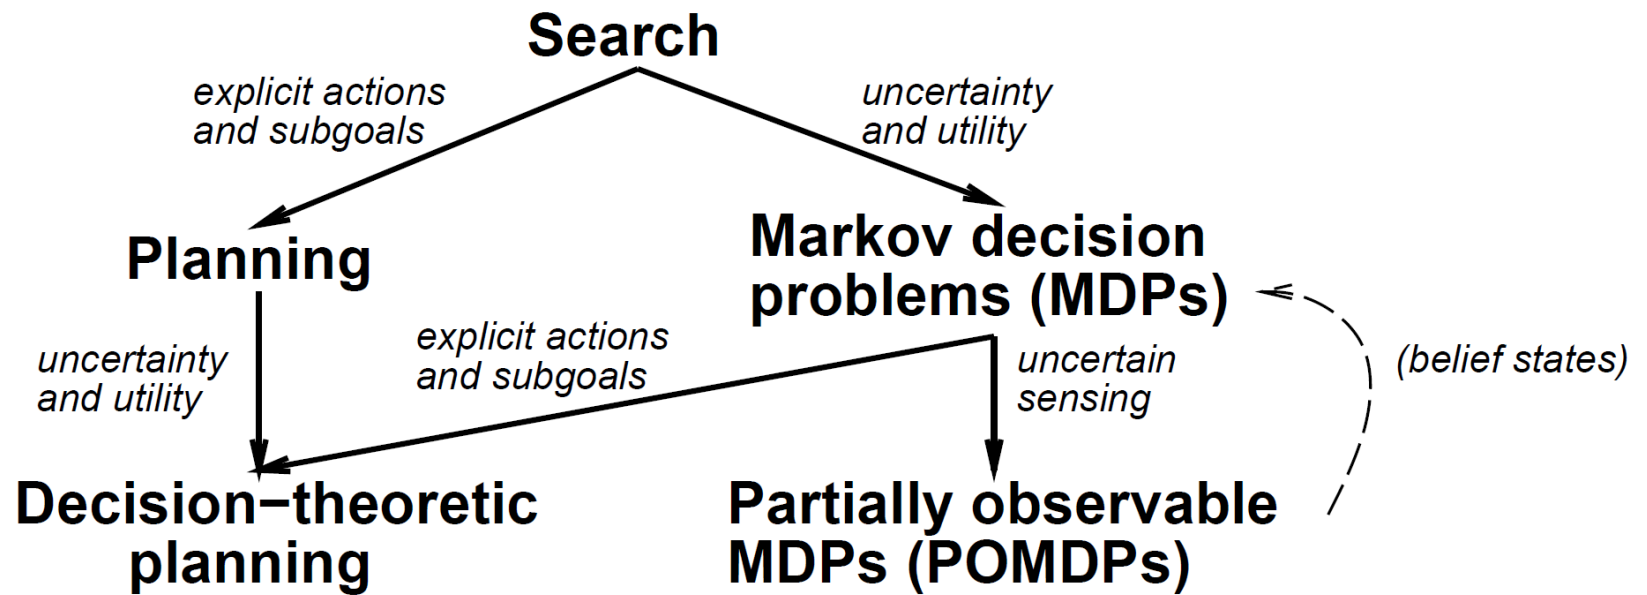 Search
explicit actions
and subgoals
uncertainty
and utility
Planning
Markov decision
problems (MDPs)
uncertainty
and utility
explicit actions
and subgoals
uncertain
sensing
(belief states)
Decision−theoretic
planning
Partially observable
MDPs (POMDPs)